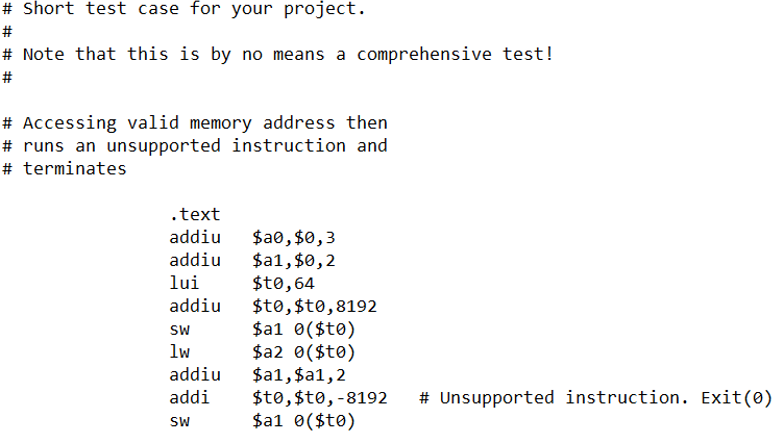 # Short test case for your project.
#
# Note that this is by no means a comprehensive test!
#
# Accessing valid memory address then
# runs an unsupported instruction and
# terminates
.text
addiu $a0,$0,3
addiu $a1,$0,2
lui $t0,64
addiu $t0,$t0,8192
sw $a1 0($t0)
lw $a2 0($t0)
addiu $a1,$a1,2
addi $t0,$t0,-8192 # Unsupported instruction. Exit(0)
sw $a1 0($t0)